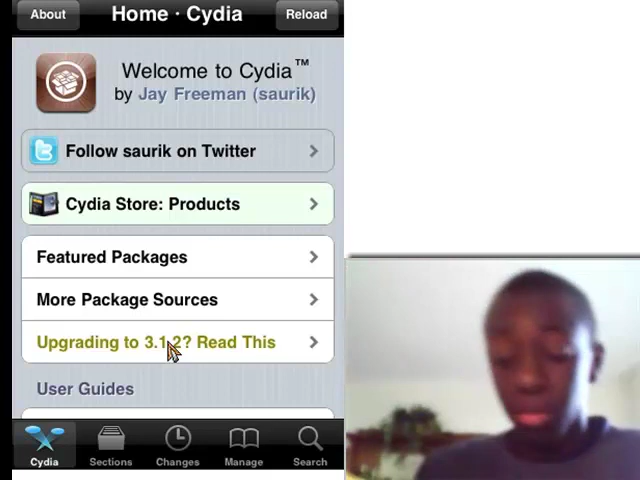 About
Home · Cydia
Reload
Welcome to Cydia™
by Jay Freeman (saurik)
Follow saurik on Twitter
Cydia Store: Products
Featured Packages
More Package Sources
Upgrading to 3.1.2? Read This
User Guides
Cydia
Sections
Changes
Manage
Search